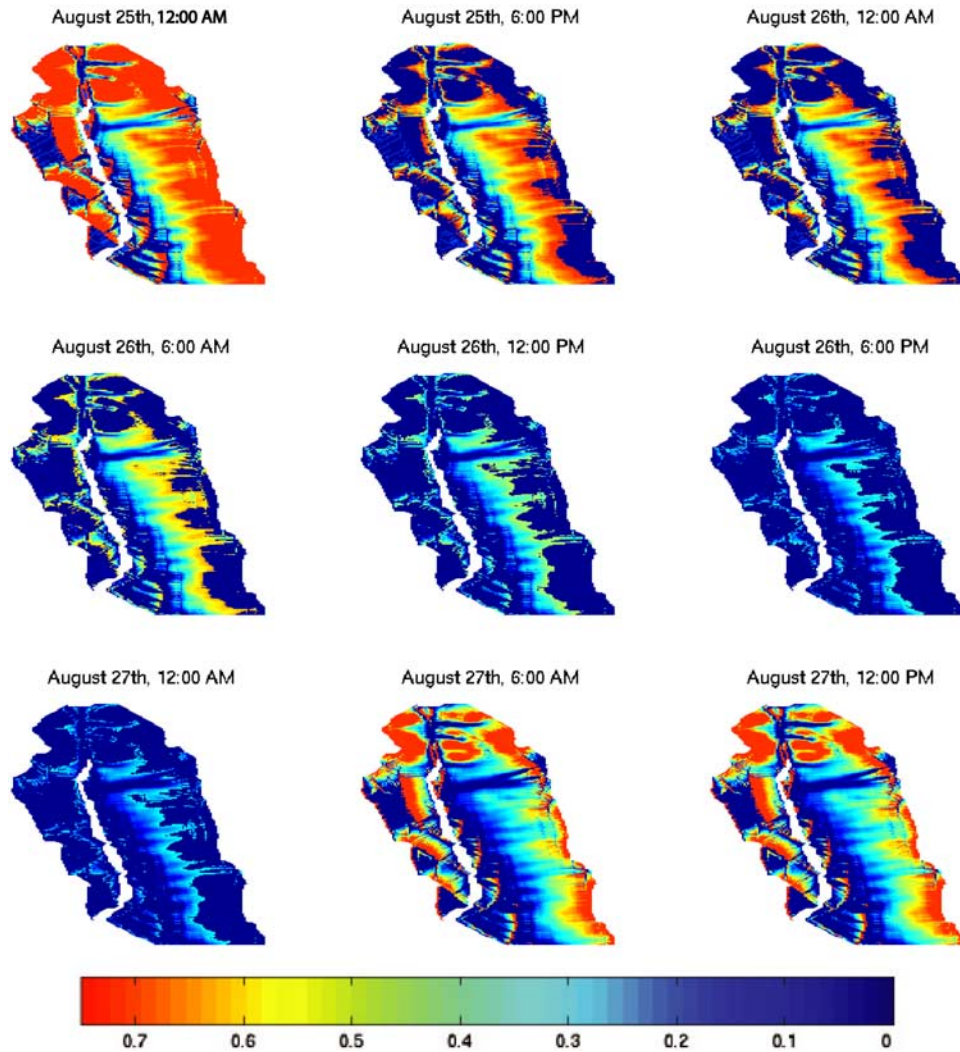 August 25th, 12:00 AM
August 25th, 6:00 PM
August 26th, 12:00 AM
August 26th, 6:00 AM
August 26th, 12:00 PM
August 26th, 6:00 PM
August 27th, 12:00 AM
August 27th, 6:00 AM
August 27th, 12:00 PM
0.7 0.6 0.5 0.4 0.3 0.2 0.1 0